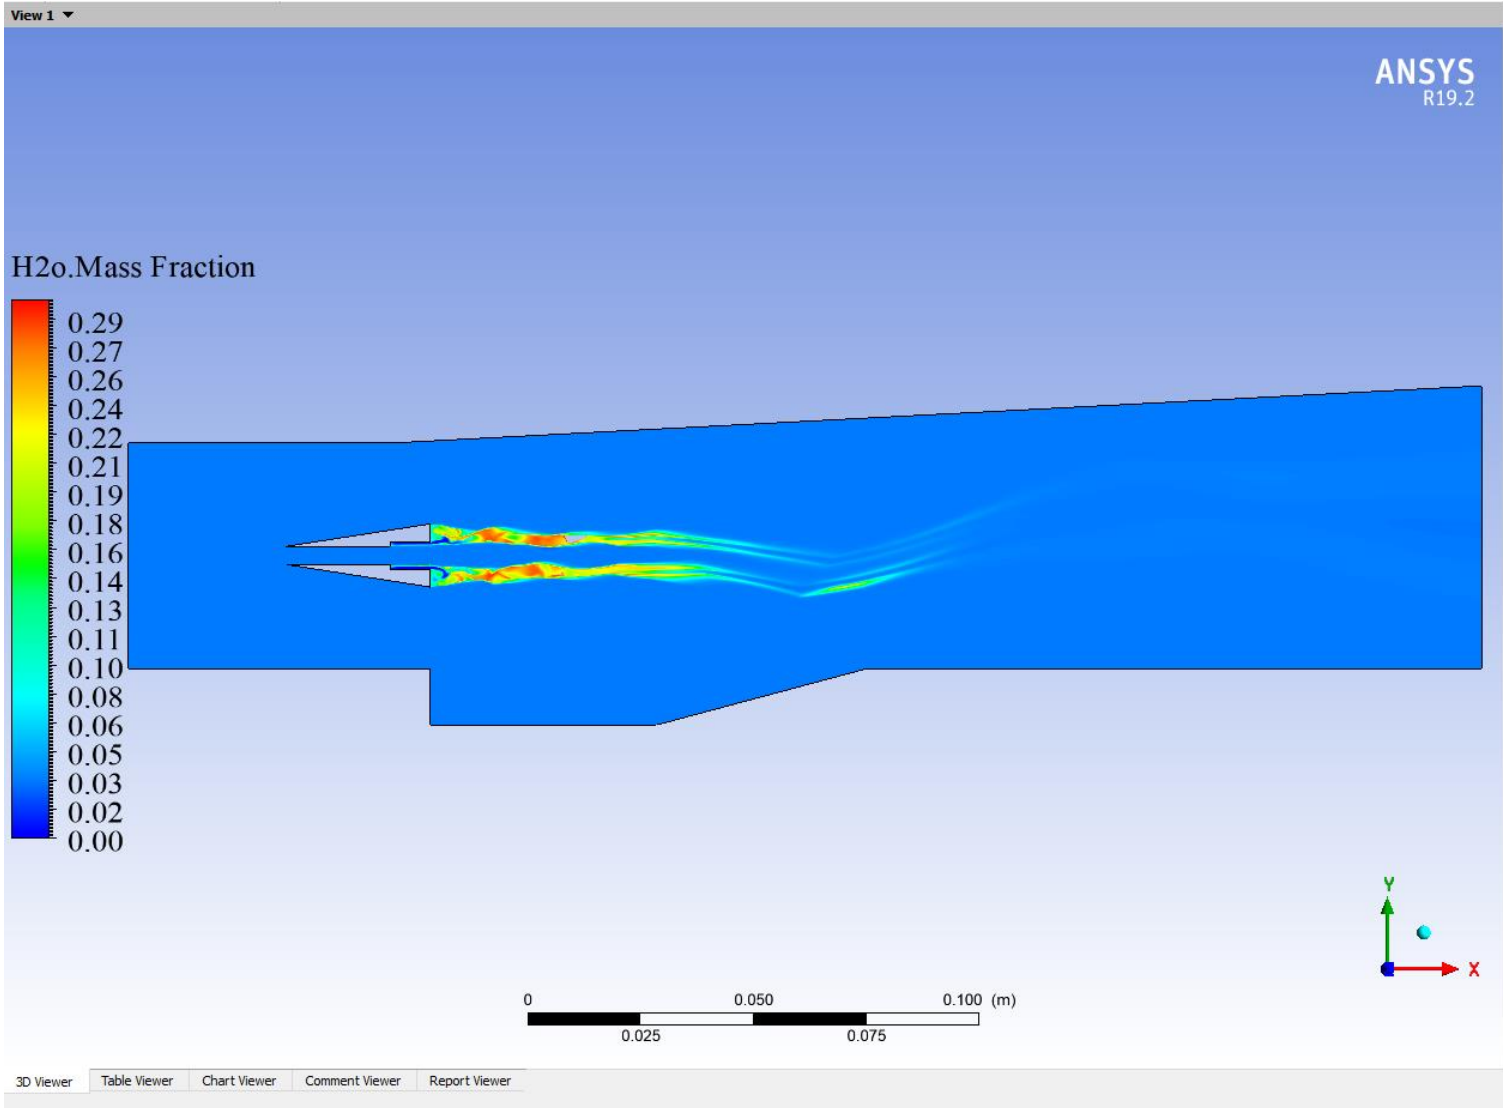 View 1
ANSYS
R19.2
H2o.Mass Fraction
0.29
0.27
0.26
0.24
0.22
0.21
0.19
0.18
0.16
0.14
0.13
0.11
0.10
0.08
0.06
0.05
0.03
0.02
0.00
Y
X
0 0.050 0.100 (m)
0.025 0.075
3D Viewer Table Viewer Chart Viewer Comment Viewer Report Viewer